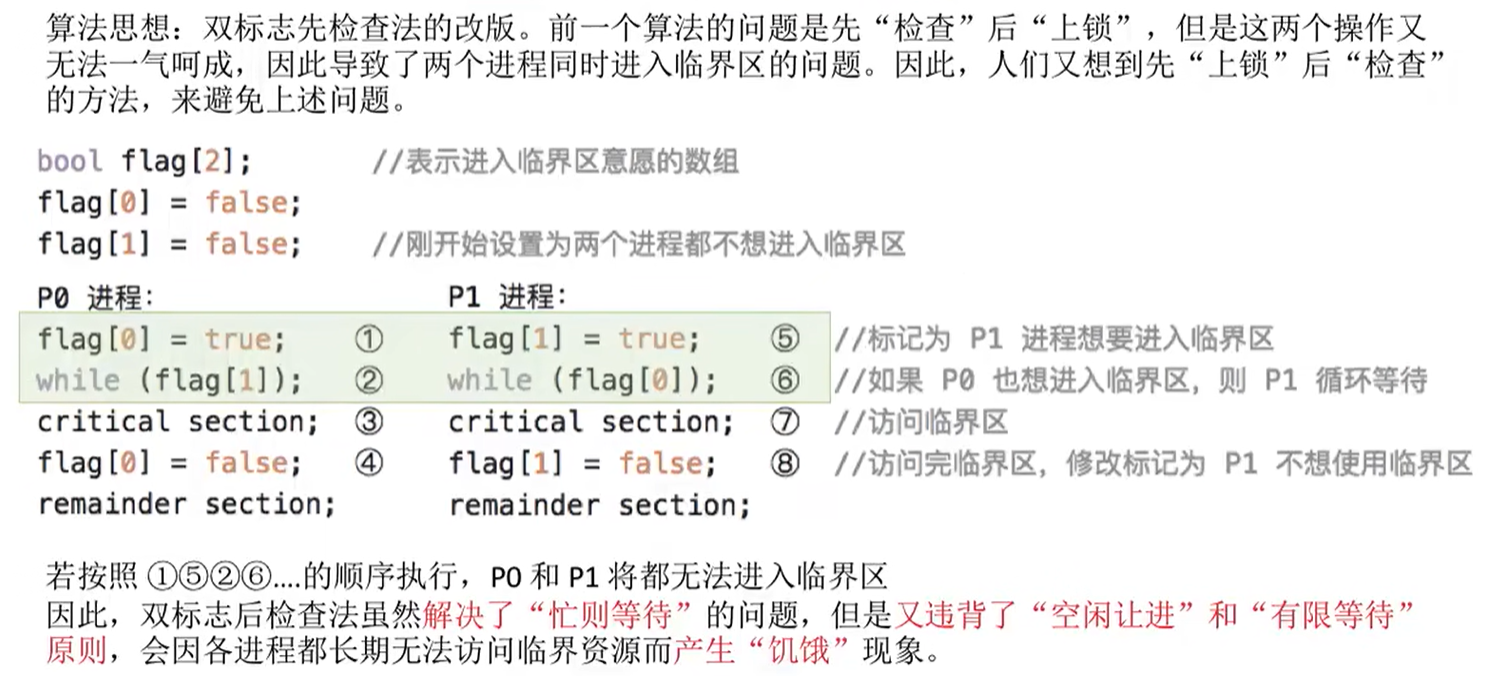 算法思想：双标志先检查法的改版。前一个算法的问题是先“检查”后“上锁”，但是这两个操作又
无法一气呵成，因此导致了两个进程同时进入临界区的问题。因此，人们又想到先“上锁”后“检查”
的方法，来避免上述问题。
bool flag[2]; //表示进入临界区意愿的数组
flag[0] = false;
flag[1] = false; //刚开始设置为两个进程都不想进入临界区
P0 进程： P1 进程：
flag[0] = true; ① flag[1] = true; ⑤ //标记为 P1 进程想要进入临界区
while (flag[1]); ② while (flag[0]); ⑥ //如果 P0 也想进入临界区，则 P1 循环等待
critical section; ③ critical section; ⑦ //访问临界区
flag[0] = false; ④ flag[1] = false; ⑧ //访问完临界区，修改标记为 P1 不想使用临界区
remainder section; remainder section;
若按照 ①⑤②⑥....的顺序执行，P0 和 P1 将都无法进入临界区
因此，双标志后检查法虽然解决了“忙则等待”的问题，但是又违背了“空闲让进”和“有限等待”
原则，会因各进程都长期无法访问临界资源而产生“饥饿”现象。